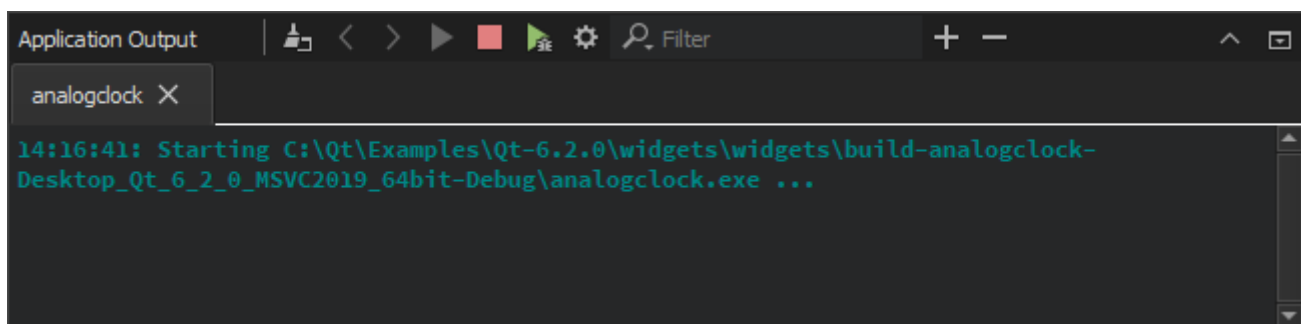 Application Output
Filter
analogclock
14:16:41: Starting C:\Qt\Examples\Qt-6.2.0\widgets\widgets\build-analogclock-
Desktop_Qt_6_2_0_MSVC2019_64bit-Debug\analogclock.exe ...